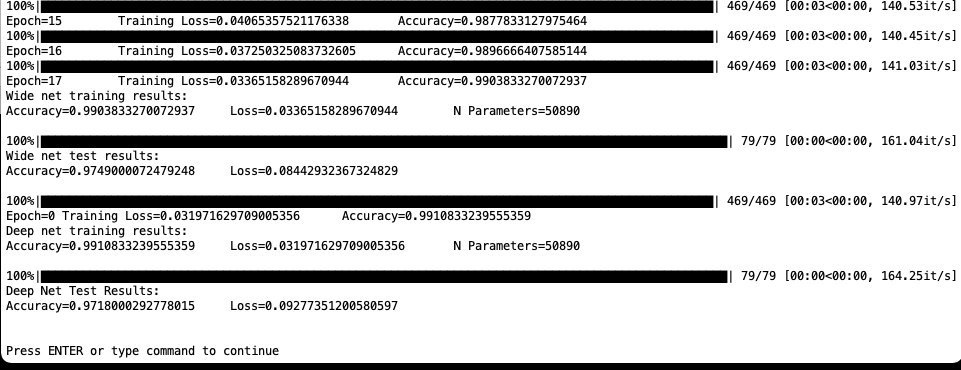 100%| | 469/469 [00:03<00:00, 140.53it/s]
Epoch=15 Training Loss=0.04065357521176338 Accuracy=0.9877833127975464
100%| | 469/469 [00:03<00:00, 140.45it/s]
Epoch=16 Training Loss=0.037250325083732605 Accuracy=0.9896666407585144
100%| | 469/469 [00:03<00:00, 141.03it/s]
Epoch=17 Training Loss=0.03365158289670944 Accuracy=0.9903833270072937
Wide net training results:
Accuracy=0.9903833270072937 Loss=0.03365158289670944 N Parameters=50890
100%| | 79/79 [00:00<00:00, 161.04it/s]
Wide net test results:
Accuracy=0.9749000072479248 Loss=0.08442932367324829
100%| | 469/469 [00:03<00:00, 140.97it/s]
Epoch=0 Training Loss=0.031971629709005356 Accuracy=0.9910833239555359
Deep net training results:
Accuracy=0.9910833239555359 Loss=0.031971629709005356 N Parameters=50890
100%| | 79/79 [00:00<00:00, 164.25it/s]
Deep Net Test Results:
Accuracy=0.9718000292778015 Loss=0.09277351200580597
Press ENTER or type command to continue